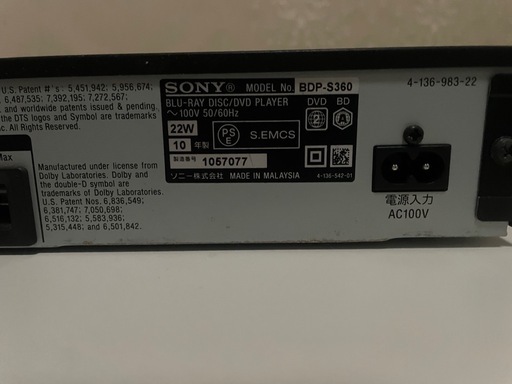 U.S. Patent #'s : 5,451,942; 5,956,674;
6,487,535; 7,392,195; 7,272,567;
and worldwide patents issued & pending.
the DTS logos and Symbol are trademarks
All Rights Reserved.
Max
Manufactured under license from
Dolby Laboratories. Dolby and
the double-D symbol are
trademarks of Dolby Laboratories.
U.S. Patent Nos. 6,836,549;
6,381,747; 7,050,698;
6,516,132; 5,583,936;
5,315,448; and 6,501,842.
SONY® MODEL No. BDP-S360
BLU-RAY DISC/DVD PLAYER
～100V 50/60Hz
DVD BD
2 A
22W
10 年製
PSE
S.EMCS
製造番号 1057077
ソニー株式会社 MADE IN MALAYSIA 4-136-542-01
4-136-983-22
電源入力
AC100V